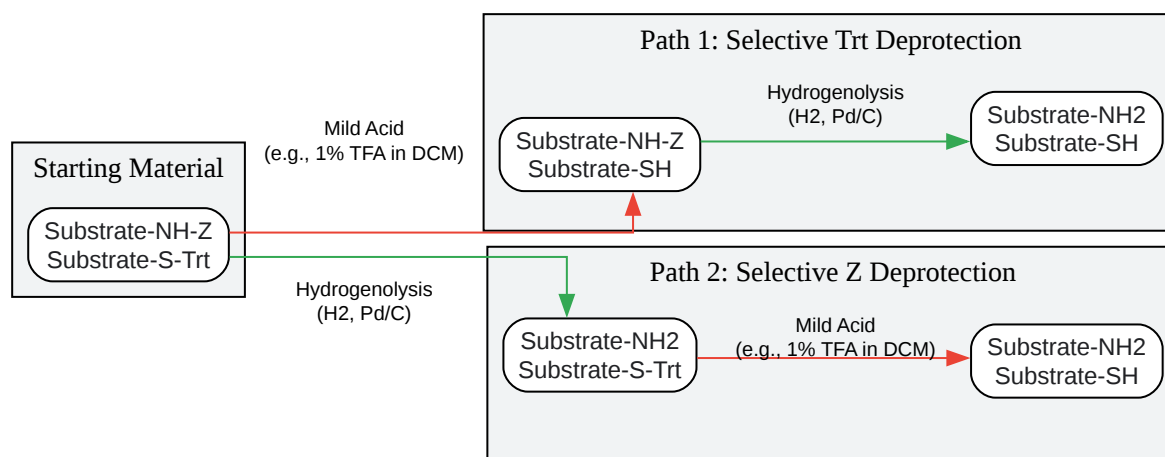 Starting Material
Substrate-NH-Z
Substrate-S-Trt
Mild Acid
(e.g., 1% TFA in DCM)
Hydrogenolysis
(H2, Pd/C)
Path 1: Selective Trt Deprotection
Substrate-NH-Z
Substrate-SH
Hydrogenolysis
(H2, Pd/C)
Substrate-NH2
Substrate-SH
Path 2: Selective Z Deprotection
Substrate-NH2
Substrate-S-Trt
Mild Acid
(e.g., 1% TFA in DCM)
Substrate-NH2
Substrate-SH